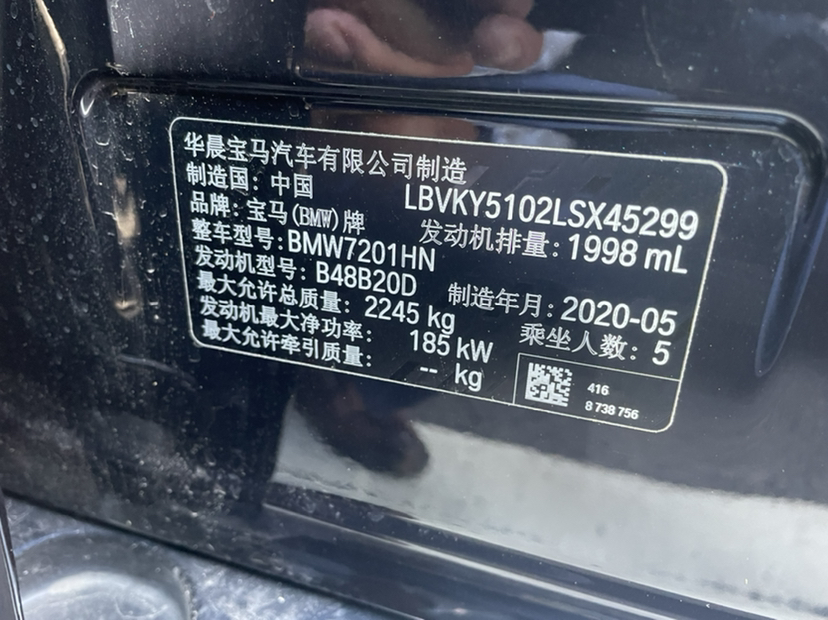 华晨宝马汽车有限公司制造
制造国: 中国
LBVKY5102LSX45299
品牌: 宝马(BMW)牌
发动机排量: 1998 mL
整车型号: BMW7201HN
发动机型号: B48B20D
制造年月: 2020-05
最大允许总质量: 2245 kg
乘坐人数: 5
发动机最大净功率: 185 kW
最大允许牵引质量: -- kg
416
8 738 756